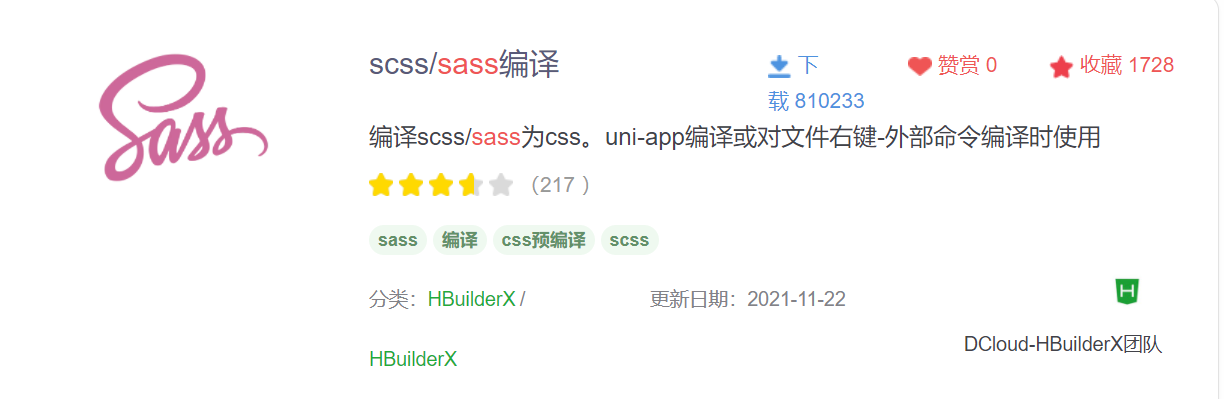 Sass
scss/sass编译
下
载 810233
赞赏 0
收藏 1728
编译scss/sass为css。uni-app编译或对文件右键-外部命令编译时使用
（217 ）
sass 编译 css预编译 scss
分类：HBuilderX /
HBuilderX
更新日期：2021-11-22
H
DCloud-HBuilderX团队